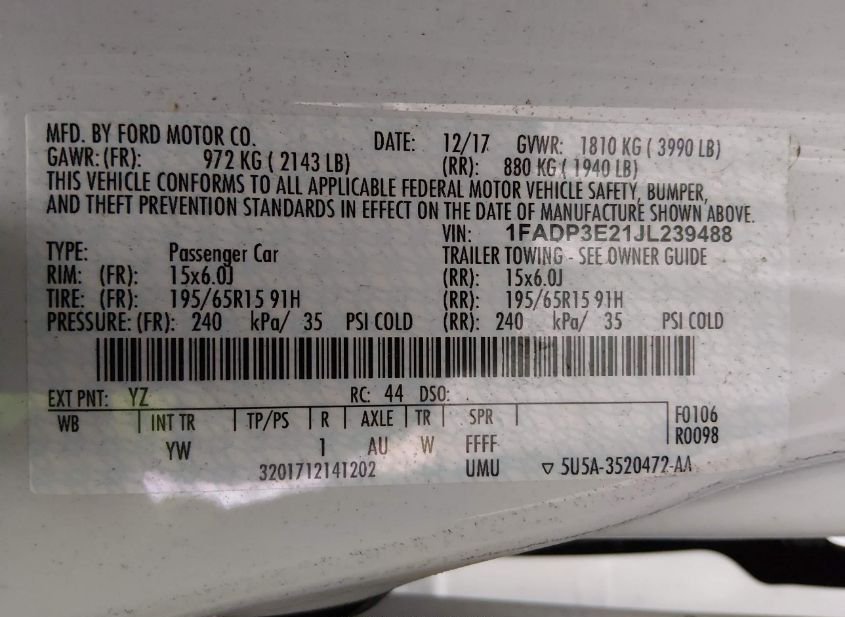 MFD. BY FORD MOTOR CO. DATE: 12/17 GVWR: 1810 KG ( 3990 LB)
GAWR: (FR): 972 KG ( 2143 LB) (RR): 880 KG ( 1940 LB)
THIS VEHICLE CONFORMS TO ALL APPLICABLE FEDERAL MOTOR VEHICLE SAFETY, BUMPER,
AND THEFT PREVENTION STANDARDS IN EFFECT ON THE DATE OF MANUFACTURE SHOWN ABOVE.
VIN: 1FADP3E21JL239488
TYPE: Passenger Car TRAILER TOWING - SEE OWNER GUIDE
RIM: (FR): 15x6.0J (RR): 15x6.0J
TIRE: (FR): 195/65R15 91H (RR): 195/65R15 91H
PRESSURE: (FR): 240 kPa/ 35 PSI COLD (RR): 240 kPa/ 35 PSI COLD
EXT PNT: YZ RC: 44 DSO:
WB INT TR TP/PS R AXLE TR SPR F0106
YW 1 AU W FFFF R0098
3201712141202 UMU ▽ 5U5A-3520472-AA